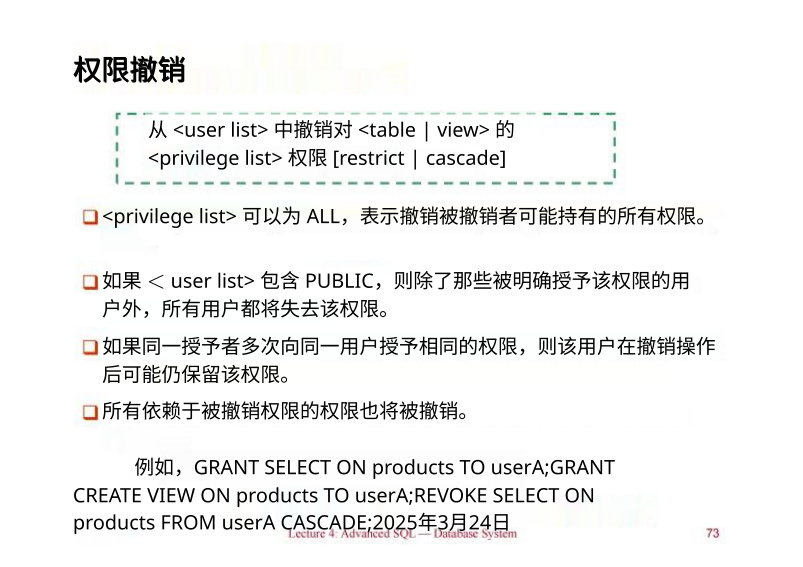 权限撤销
从 <user list> 中撤销对 <table | view> 的
<privilege list> 权限 [restrict | cascade]
<privilege list> 可以为 ALL，表示撤销被撤销者可能持有的所有权限。
如果 ＜ user list> 包含 PUBLIC，则除了那些被明确授予该权限的用
户外，所有用户都将失去该权限。
如果同一授予者多次向同一用户授予相同的权限，则该用户在撤销操作
后可能仍保留该权限。
所有依赖于被撤销权限的权限也将被撤销。
例如，GRANT SELECT ON products TO userA;GRANT
CREATE VIEW ON products TO userA;REVOKE SELECT ON
products FROM userA CASCADE;2025年3月24日
Lecture 4: Advanced SQL — Database System
73